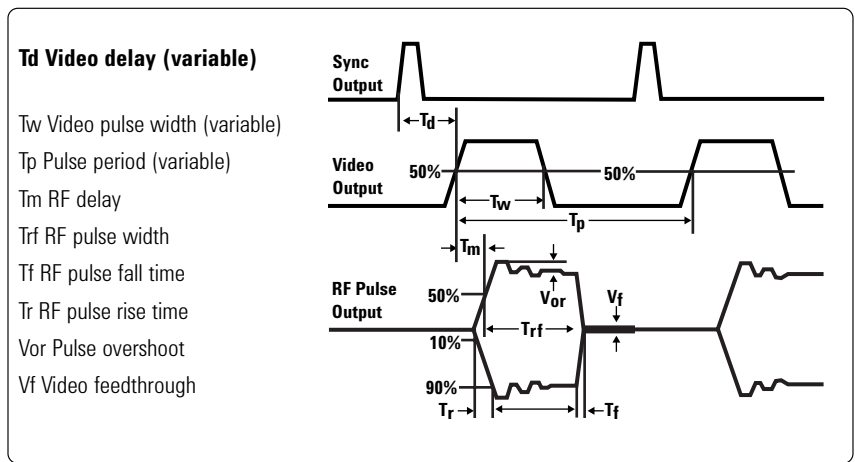 Td Video delay (variable)
Tw Video pulse width (variable)
Tp Pulse period (variable)
Tm RF delay
Trf RF pulse width
Tf RF pulse fall time
Tr RF pulse rise time
Vor Pulse overshoot
Vf Video feedthrough
Sync
Output
Td
Video
Output
50%
50%
Tw
Tp
Tm
RF Pulse
Output
50%
Vor
Vf
Trf
10%
90%
Tr
Tf